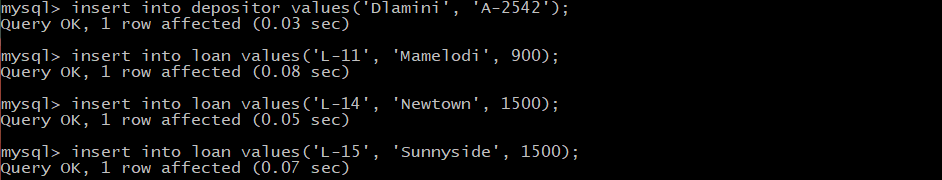 mysql> insert into depositor values('Dlamini', 'A-2542');
Query OK, 1 row affected (0.03 sec)
mysql> insert into loan values('L-11', 'Mamelodi', 900);
Query OK, 1 row affected (0.08 sec)
mysql> insert into loan values('L-14', 'Newtown', 1500);
Query OK, 1 row affected (0.05 sec)
mysql> insert into loan values('L-15', 'Sunnyside', 1500);
Query OK, 1 row affected (0.07 sec)